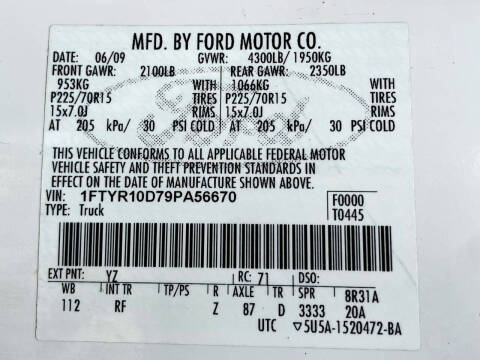 MFD. BY FORD MOTOR CO.
DATE: 06/09 GVWR: 4300LB/ 1950KG
FRONT GAWR: 2100LB REAR GAWR: 2350LB
953KG WITH 1066KG WITH
P225/70R15 TIRES P225/70R15 TIRES
15x7.0J RIMS 15x7.0J RIMS
AT 205 kPa/ 30 PSI COLD AT 205 kPa/ 30 PSI COLD
THIS VEHICLE CONFORMS TO ALL APPLICABLE FEDERAL MOTOR
VEHICLE SAFETY AND THEFT PREVENTION STANDARDS IN
EFFECT ON THE DATE OF MANUFACTURE SHOWN ABOVE.
VIN: 1FTYR10D79PA56670 F0000
TYPE: Truck T0445
EXT PNT: YZ RC: 71 DSO:
WB INT TR TP/PS R AXLE TR SPR 8R31A
112 RF Z 87 D 3333 20A
UTC ▽5U5A-1520472-BA